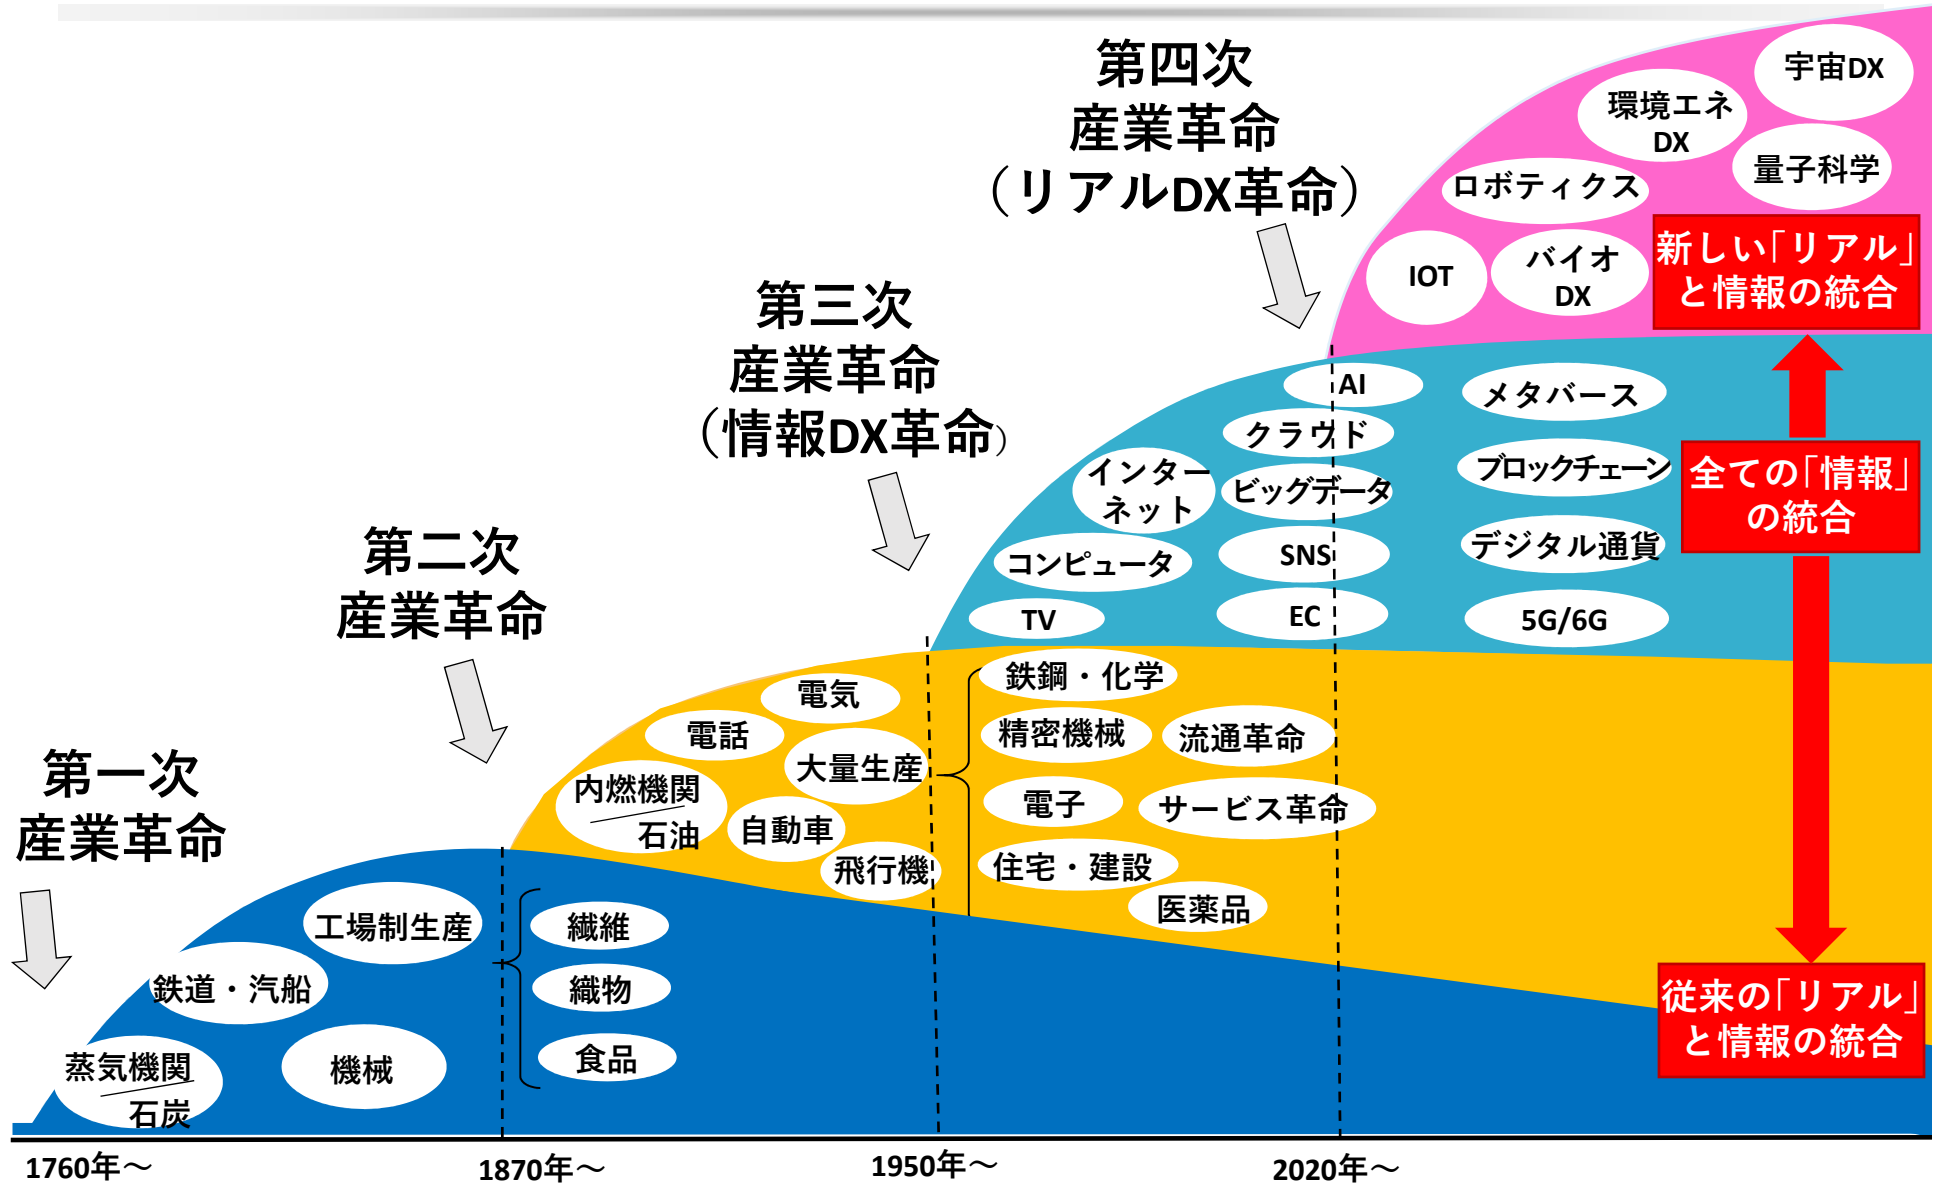 第四次
産業革命
（リアルDX革命）
宇宙DX
環境エネ
DX
量子科学
ロボティクス
IOT
バイオ
DX
新しい「リアル」
と情報の統合
第三次
産業革命
（情報DX革命）
AI
メタバース
クラウド
インター
ネット
ビッグデータ
ブロックチェーン
全ての「情報」
の統合
コンピュータ
SNS
デジタル通貨
TV
EC
5G/6G
第二次
産業革命
電気
電話
大量生産
内燃機関
石油
自動車
飛行機
鉄鋼・化学
精密機械
流通革命
電子
サービス革命
住宅・建設
医薬品
第一次
産業革命
工場制生産
鉄道・汽船
蒸気機関
石炭
機械
繊維
織物
食品
従来の「リアル」
と情報の統合
1760年～
1870年～
1950年～
2020年～